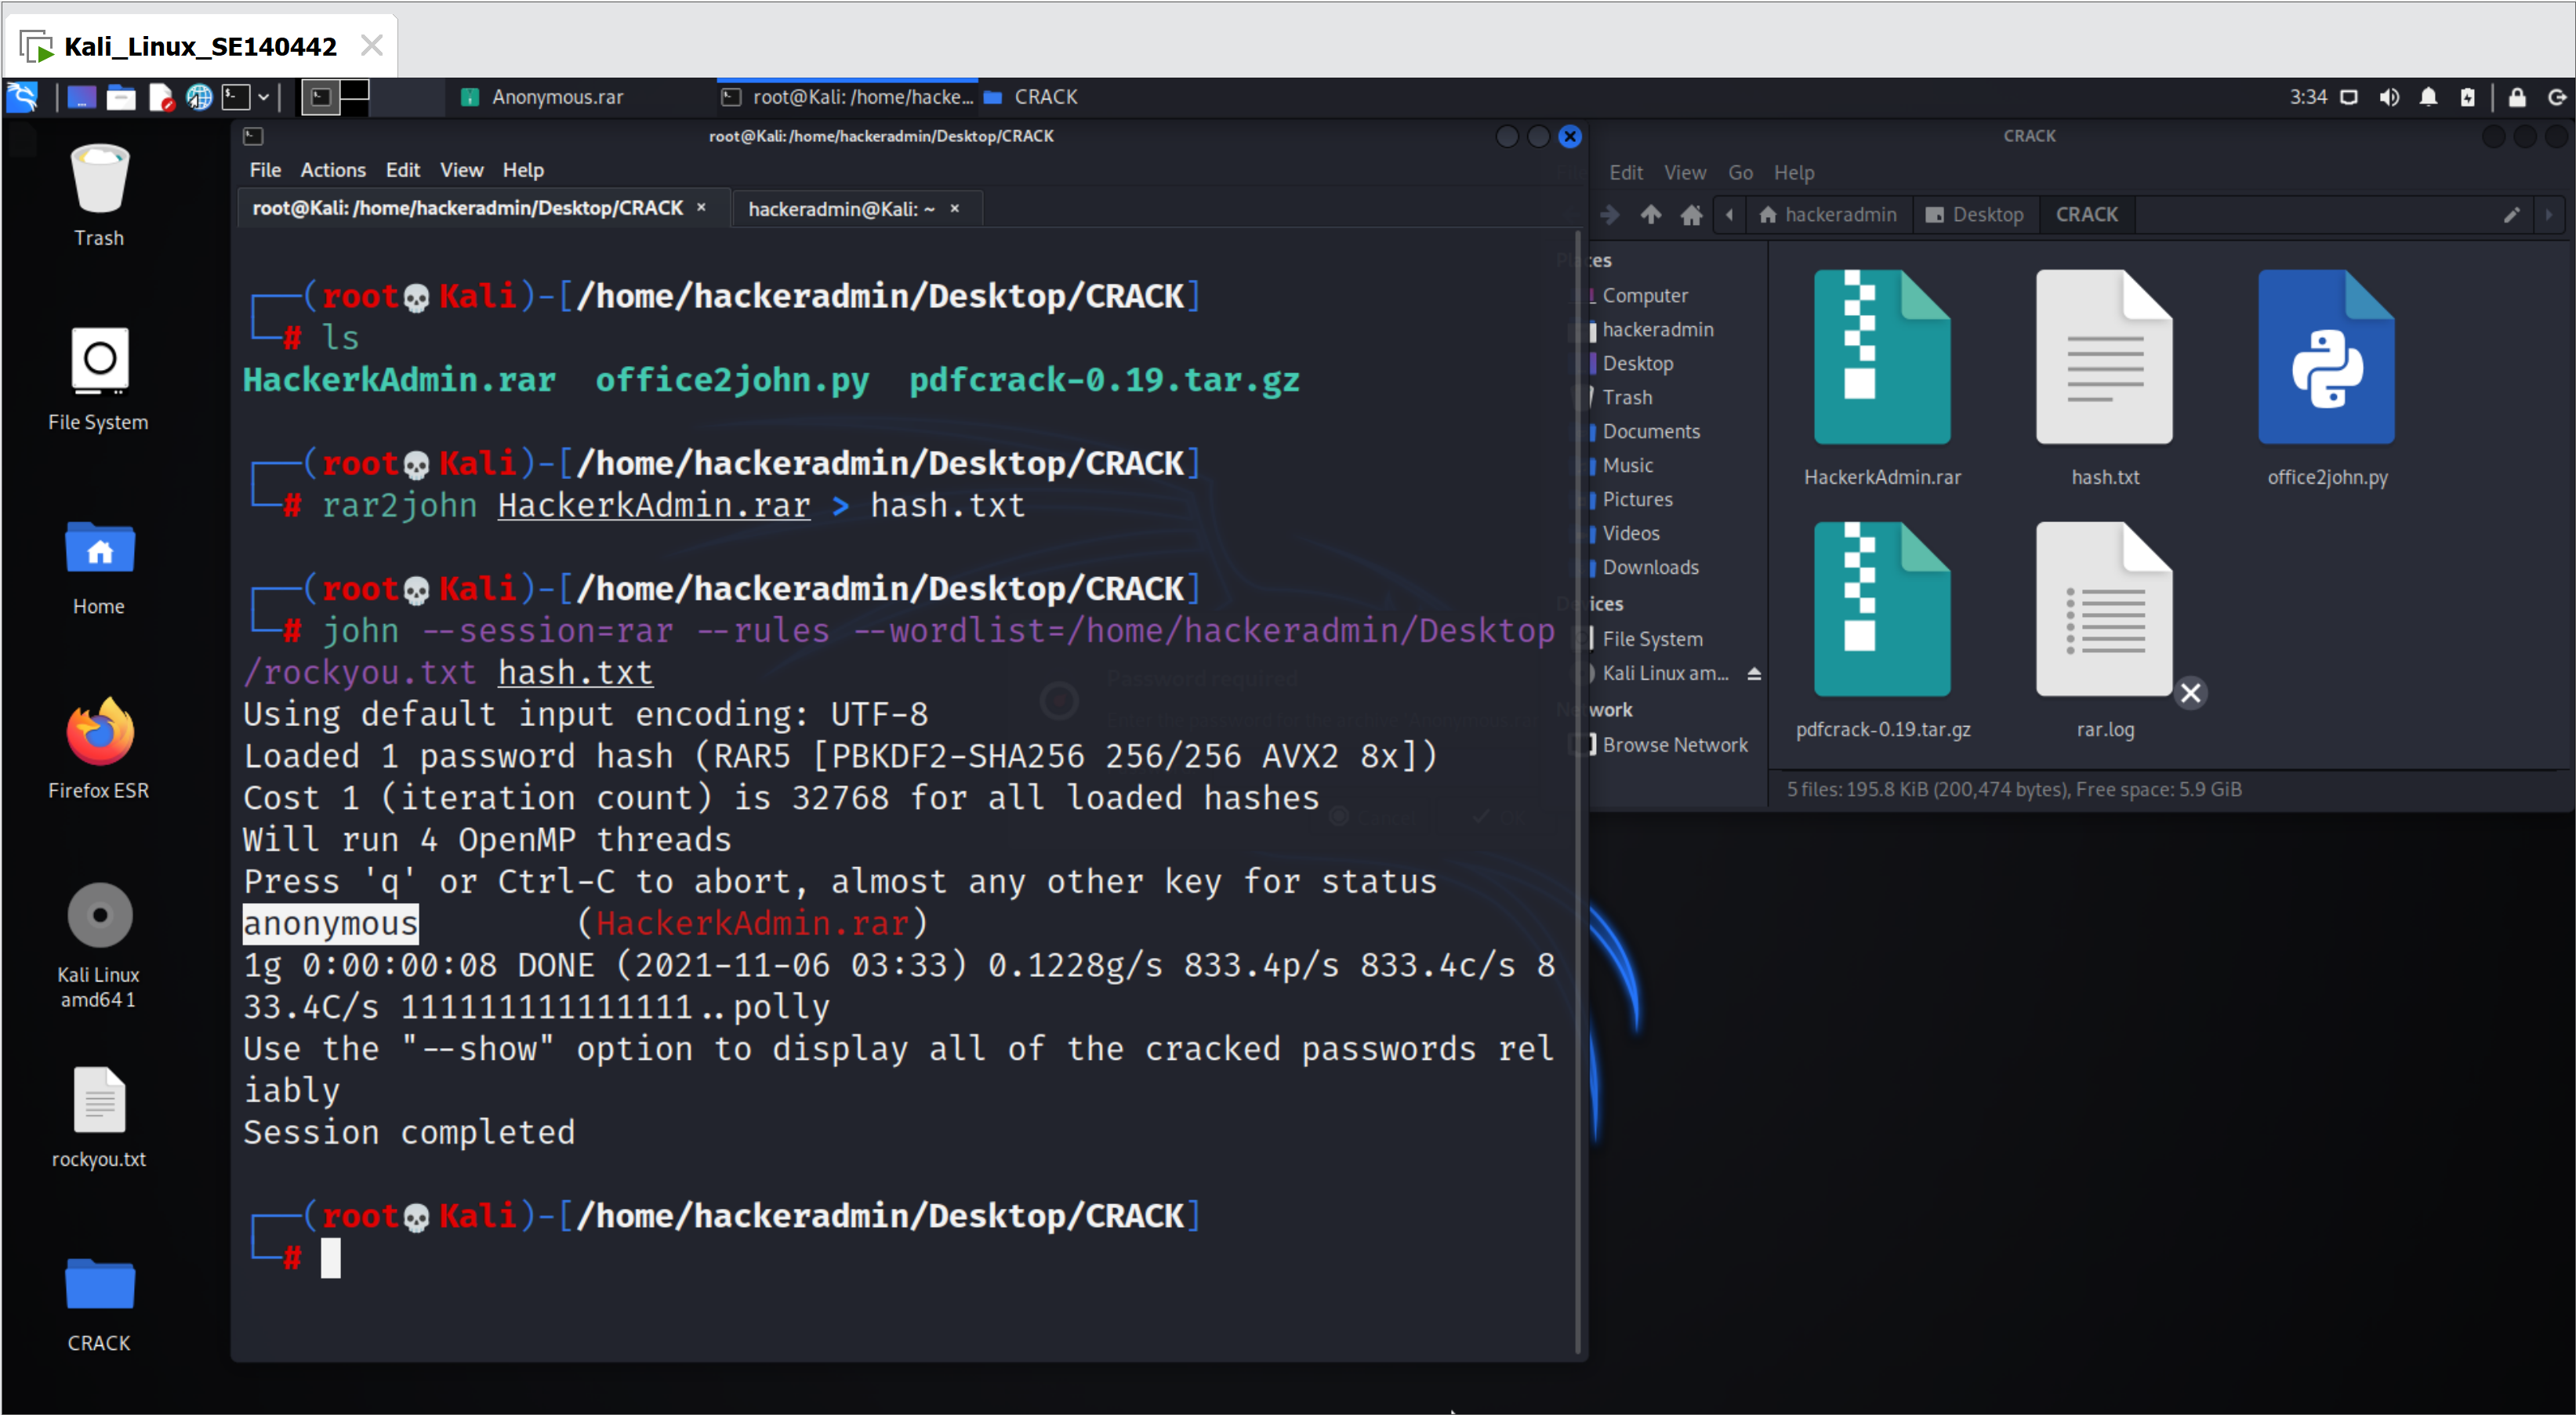 Kali_Linux_SE140442
Anonymous.rar
root@Kali: /home/hacke...
CRACK
3:34
Trash
File System
Home
Firefox ESR
Kali Linux
amd64 1
rockyou.txt
CRACK
root@Kali: /home/hackeradmin/Desktop/CRACK
File Actions Edit View Help
root@Kali: /home/hackeradmin/Desktop/CRACK
hackeradmin@Kali: ~
┌──(root💀Kali)-[/home/hackeradmin/Desktop/CRACK]
└─# ls
HackerkAdmin.rar office2john.py pdfcrack-0.19.tar.gz
┌──(root💀Kali)-[/home/hackeradmin/Desktop/CRACK]
└─# rar2john HackerkAdmin.rar > hash.txt
┌──(root💀Kali)-[/home/hackeradmin/Desktop/CRACK]
└─# john --session=rar --rules --wordlist=/home/hackeradmin/Desktop
/rockyou.txt hash.txt
Using default input encoding: UTF-8
Loaded 1 password hash (RAR5 [PBKDF2-SHA256 256/256 AVX2 8x])
Cost 1 (iteration count) is 32768 for all loaded hashes
Will run 4 OpenMP threads
Press 'q' or Ctrl-C to abort, almost any other key for status
anonymous (HackerkAdmin.rar)
1g 0:00:00:08 DONE (2021-11-06 03:33) 0.1228g/s 833.4p/s 833.4c/s 8
33.4C/s 111111111111111..polly
Use the "--show" option to display all of the cracked passwords rel
iably
Session completed
┌──(root💀Kali)-[/home/hackeradmin/Desktop/CRACK]
└─#
Password required
Cancel
OK
CRACK
Edit View Go Help
hackeradmin
Desktop
CRACK
Places
Computer
hackeradmin
Desktop
Trash
Documents
Music
Pictures
Videos
Downloads
Devices
File System
Kali Linux am...
Network
Browse Network
HackerkAdmin.rar
hash.txt
office2john.py
pdfcrack-0.19.tar.gz
rar.log
5 files: 195.8 KiB (200,474 bytes), Free space: 5.9 GiB